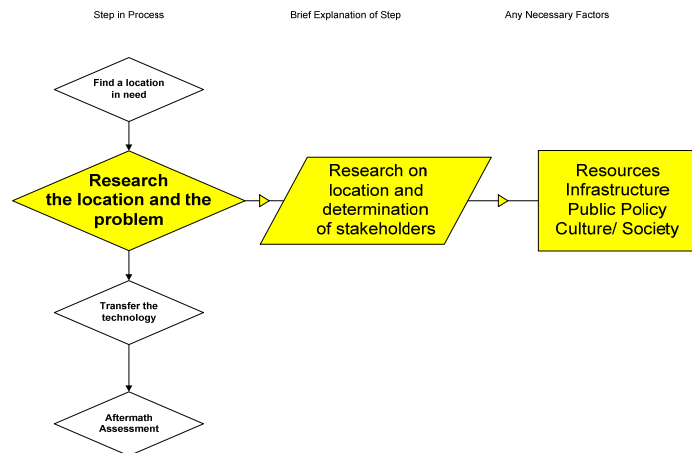 Step in Process
Brief Explanation of Step
Any Necessary Factors
Find a location
in need
Research
the location and the
problem
Research on
location and
determination
of stakeholders
Resources
Infrastructure
Public Policy
Culture/ Society
Transfer the
technology
Aftermath
Assessment